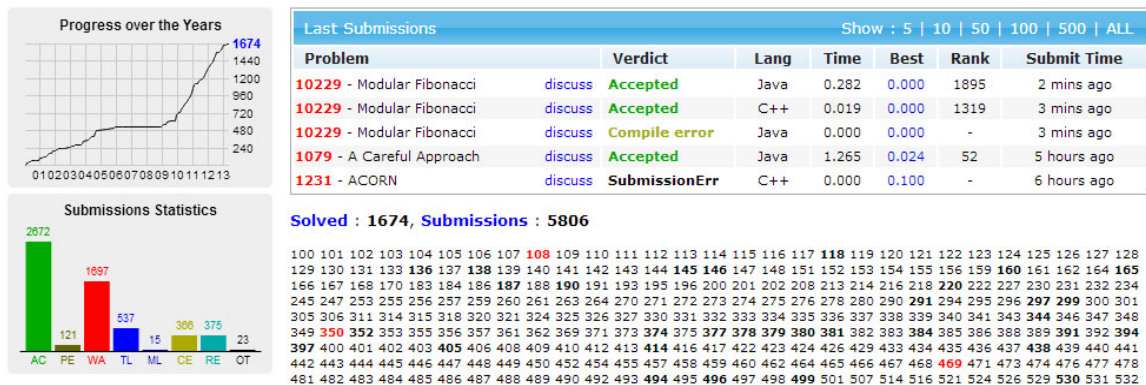 Progress over the Years
1674
1440
1200
960
720
480
240
01 02 03 04 05 06 07 08 09 10 11 12 13
Submissions Statistics
2672
121
1697
537
15
366
375
23
AC PE WA TL ML CE RE OT
Last Submissions Show : 5 | 10 | 50 | 100 | 500 | ALL
Problem Verdict Lang Time Best Rank Submit Time
10229 - Modular Fibonacci discuss Accepted Java 0.282 0.000 1895 2 mins ago
10229 - Modular Fibonacci discuss Accepted C++ 0.019 0.000 1319 3 mins ago
10229 - Modular Fibonacci discuss Compile error Java 0.000 0.000 - 3 mins ago
1079 - A Careful Approach discuss Accepted Java 1.265 0.024 52 5 hours ago
1231 - ACORN discuss SubmissionErr C++ 0.000 0.100 - 6 hours ago
Solved : 1674, Submissions : 5806
100 101 102 103 104 105 106 107 108 109 110 111 112 113 114 115 116 117 118 119 120 121 122 123 124 125 126 127 128
129 130 131 133 136 137 138 139 140 141 142 143 144 145 146 147 148 151 152 153 154 155 156 159 160 161 162 164 165
166 167 168 170 183 184 186 187 188 190 191 193 195 196 200 201 202 208 213 214 216 218 220 222 227 230 231 232 234
245 247 253 255 256 257 259 260 261 263 264 270 271 272 273 274 275 276 278 280 290 291 294 295 296 297 299 300 301
305 306 311 314 315 318 320 321 324 325 326 327 330 331 332 333 334 335 336 337 338 339 340 341 343 344 346 347 348
349 350 352 353 355 356 357 361 362 369 371 373 374 375 377 378 379 380 381 382 383 384 385 386 388 389 391 392 394
397 400 401 402 403 405 406 408 409 410 412 413 414 416 417 422 423 424 426 429 433 434 435 436 437 438 439 440 441
442 443 444 445 446 447 448 449 450 452 454 455 457 458 459 460 462 464 465 466 467 468 469 471 473 474 476 477 478
481 482 483 484 485 486 487 488 489 490 492 493 494 495 496 497 498 499 501 507 514 516 521 524 526 529 530 531 532